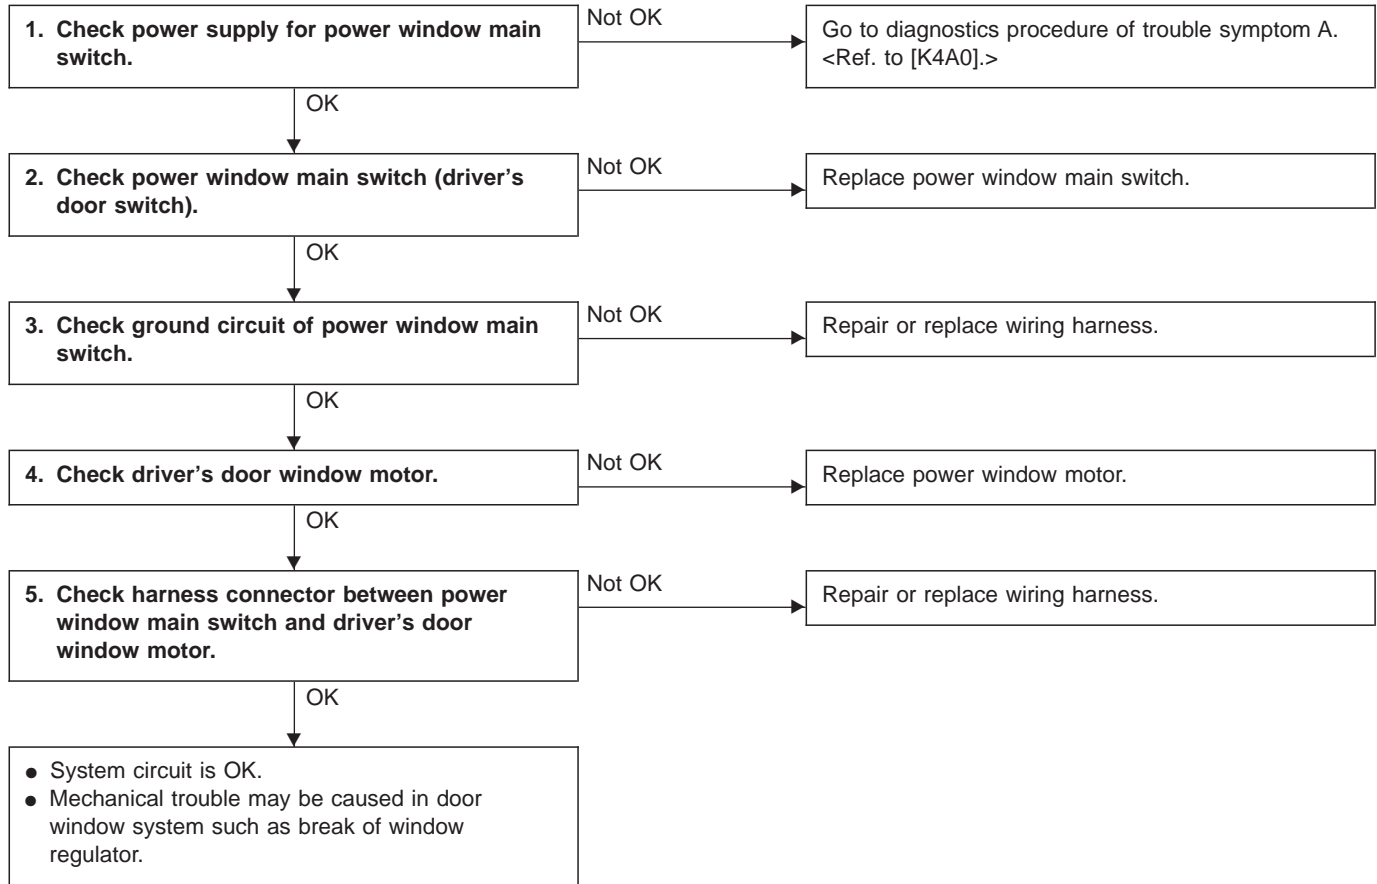 1. Check power supply for power window main
switch.
Not OK
Go to diagnostics procedure of trouble symptom A.
<Ref. to [K4A0].>
OK
2. Check power window main switch (driver's
door switch).
Not OK
Replace power window main switch.
OK
3. Check ground circuit of power window main
switch.
Not OK
Repair or replace wiring harness.
OK
4. Check driver's door window motor.
Not OK
Replace power window motor.
OK
5. Check harness connector between power
window main switch and driver's door
window motor.
Not OK
Repair or replace wiring harness.
OK
● System circuit is OK.
● Mechanical trouble may be caused in door
window system such as break of window
regulator.